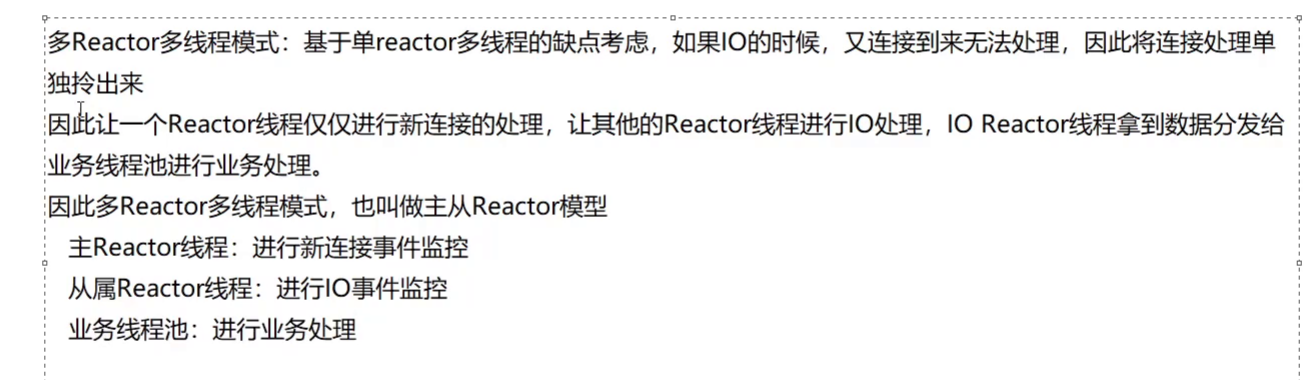 多Reactor多线程模式：基于单reactor多线程的缺点考虑，如果IO的时候，又连接到来无法处理，因此将连接处理单
独拎出来
因此让一个Reactor线程仅仅进行新连接的处理，让其他的Reactor线程进行IO处理，IO Reactor线程拿到数据分发给
业务线程池进行业务处理。
因此多Reactor多线程模式，也叫做主从Reactor模型
主Reactor线程：进行新连接事件监控
从属Reactor线程：进行IO事件监控
业务线程池：进行业务处理